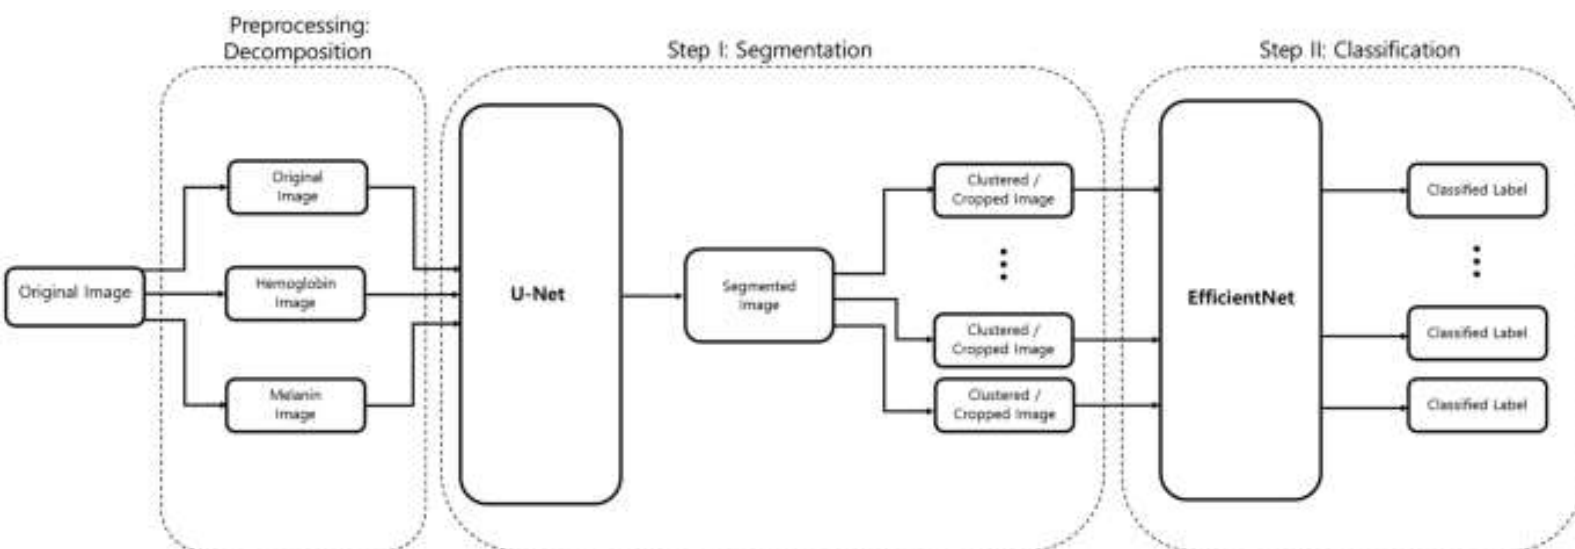 Preprocessing:
Decomposition
Step I: Segmentation
Step II: Classification
Original Image
Original
Image
Hemoglobin
Image
Melanin
Image
U-Net
Segmented
Image
Clustered /
Cropped Image
Clustered /
Cropped Image
Clustered /
Cropped Image
EfficientNet
Classified Label
Classified Label
Classified Label